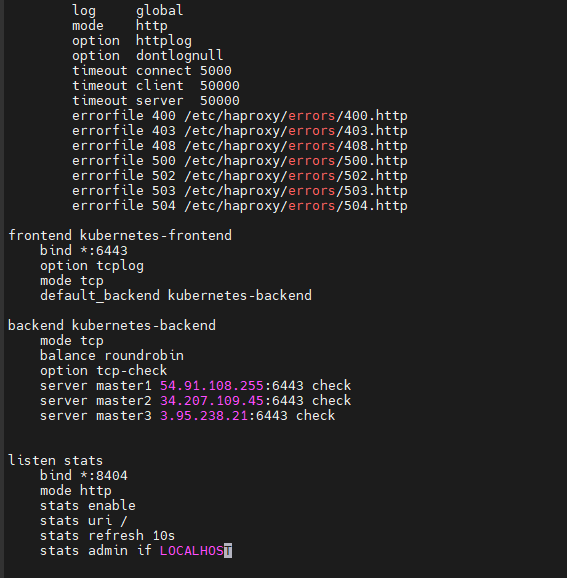 log     global
mode    http
option  httplog
option  dontlognull
timeout connect 5000
timeout client  50000
timeout server  50000
errorfile 400 /etc/haproxy/errors/400.http
errorfile 403 /etc/haproxy/errors/403.http
errorfile 408 /etc/haproxy/errors/408.http
errorfile 500 /etc/haproxy/errors/500.http
errorfile 502 /etc/haproxy/errors/502.http
errorfile 503 /etc/haproxy/errors/503.http
errorfile 504 /etc/haproxy/errors/504.http
frontend kubernetes-frontend
bind *:6443
option tcplog
mode tcp
default_backend kubernetes-backend
backend kubernetes-backend
mode tcp
balance roundrobin
option tcp-check
server master1 54.91.108.255:6443 check
server master2 34.207.109.45:6443 check
server master3 3.95.238.21:6443 check
listen stats
bind *:8404
mode http
stats enable
stats uri /
stats refresh 10s
stats admin if LOCALHOST